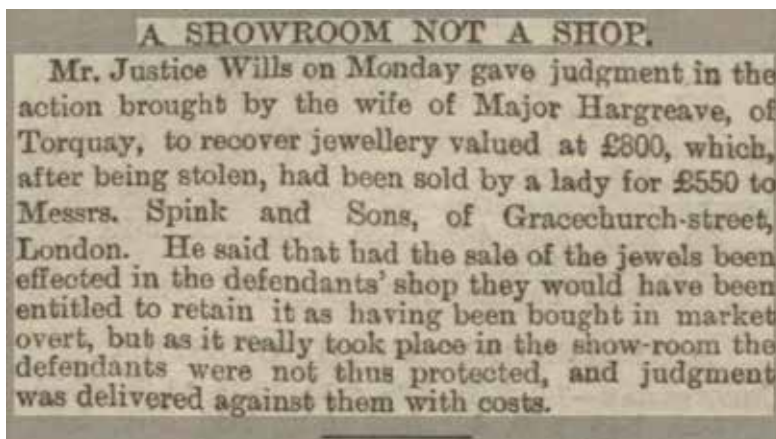 A SHOWROOM NOT A SHOP.
Mr. Justice Wills on Monday gave judgment in the
action brought by the wife of Major Hargreave, of
Torquay, to recover jewellery valued at £800, which,
after being stolen, had been sold by a lady for £550 to
Messrs. Spink and Sons, of Gracechurch-street,
London. He said that had the sale of the jewels been
effected in the defendants' shop they would have been
entitled to retain it as having been bought in market
overt, but as it really took place in the show-room the
defendants were not thus protected, and judgment
was delivered against them with costs.